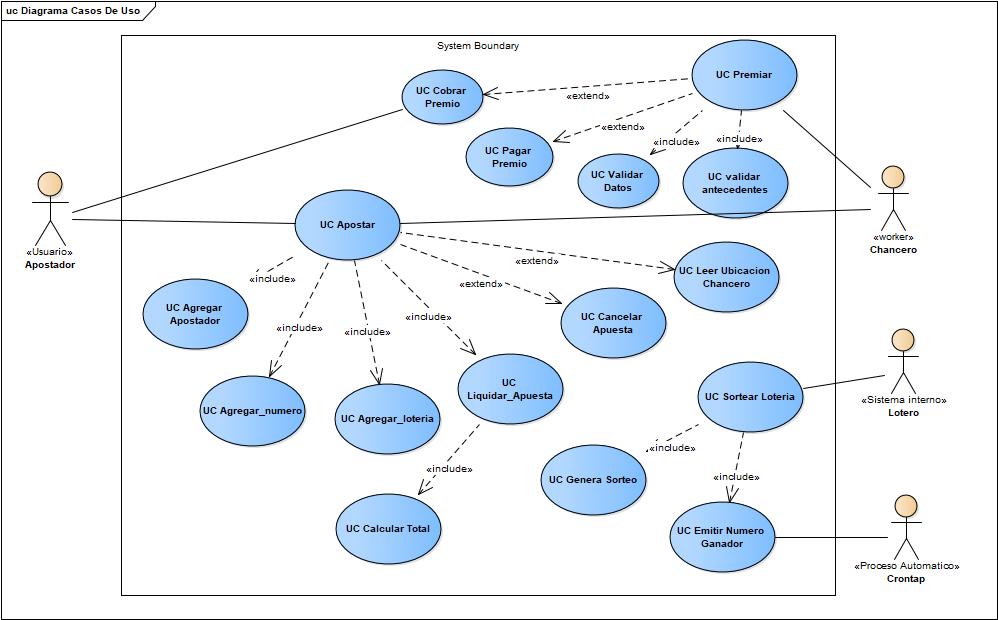 uc Diagrama Casos De Uso
System Boundary
UC Premiar
UC Cobrar
Premio
«extend»
«extend»
UC Pagar
Premio
«include»
«include»
UC Validar
Datos
UC validar
antecedentes
«Usuario»
Apostador
«worker»
Chancero
UC Apostar
«extend»
UC Leer Ubicacion
Chancero
«include»
«extend»
UC Agregar
Apostador
«include»
«include»
«include»
UC Cancelar
Apuesta
UC
Liquidar_Apuesta
UC Agregar_numero
UC Agregar_loteria
UC Sortear Loteria
«Sistema interno»
Lotero
«include»
«include»
UC Genera Sorteo
«include»
UC Calcular Total
UC Emitir Numero
Ganador
«Proceso Automatico»
Crontap